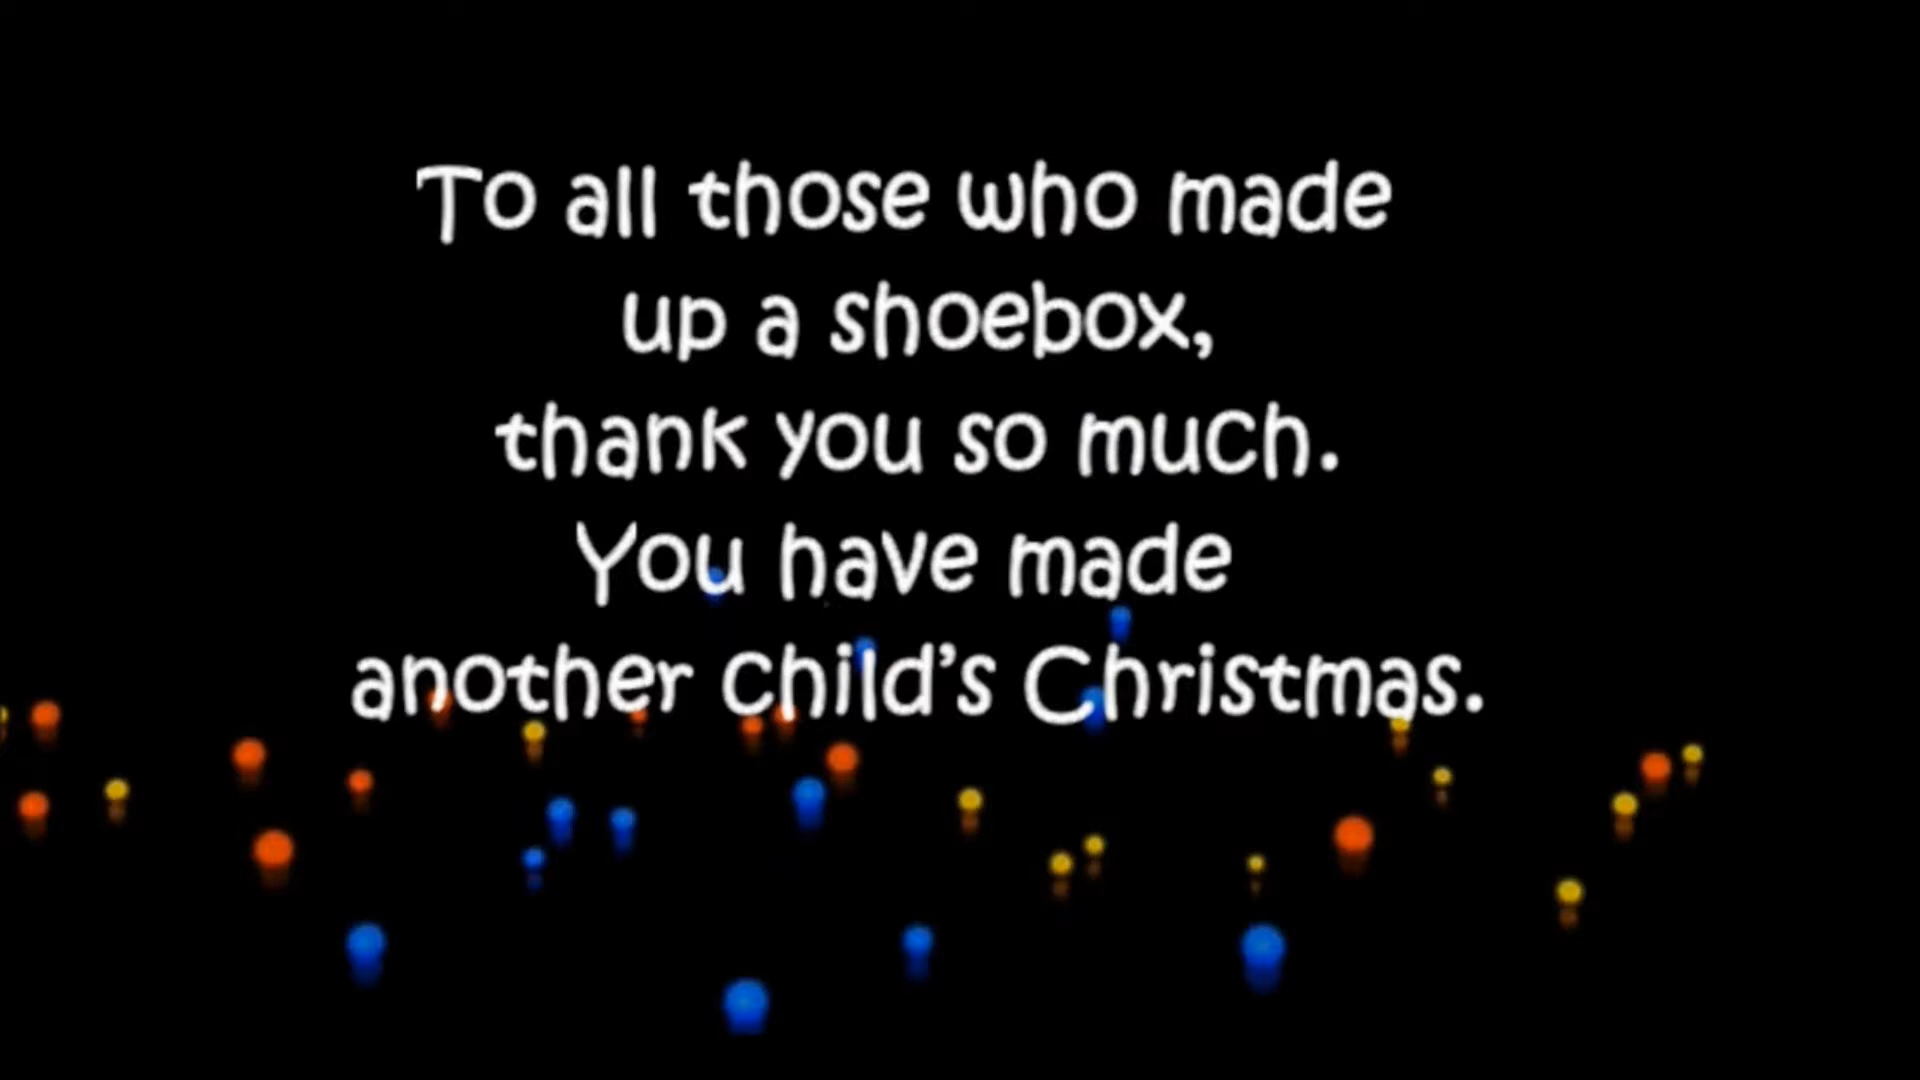 To all those who made
up a shoebox,
thank you so much.
You have made
another child’s Christmas.